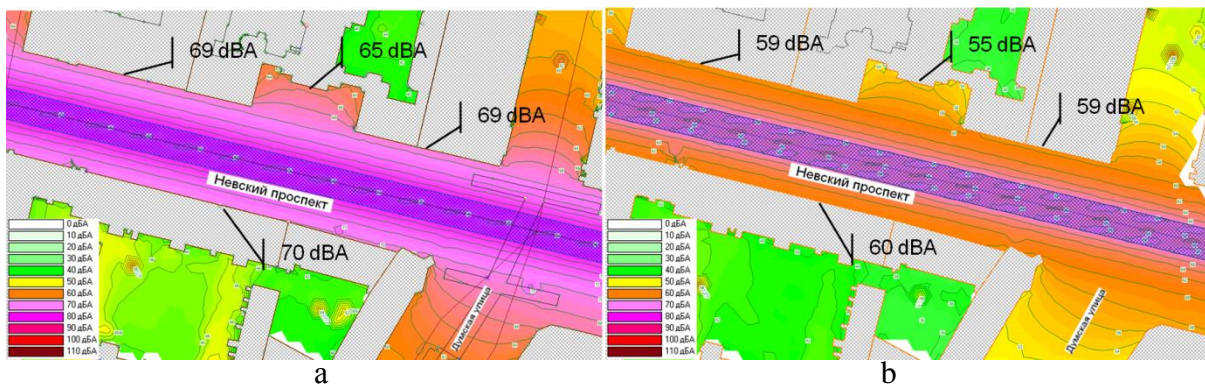 69 dBA
65 dBA
69 dBA
Невский проспект
70 dBA
Думская улица
0 дБА
10 дБА
20 дБА
30 дБА
40 дБА
50 дБА
60 дБА
70 дБА
80 дБА
90 дБА
100 дБА
110 дБА
a
59 dBA
55 dBA
59 dBA
Невский проспект
60 dBA
Думская улица
0 дБА
10 дБА
20 дБА
30 дБА
40 дБА
50 дБА
60 дБА
70 дБА
80 дБА
90 дБА
100 дБА
110 дБА
b